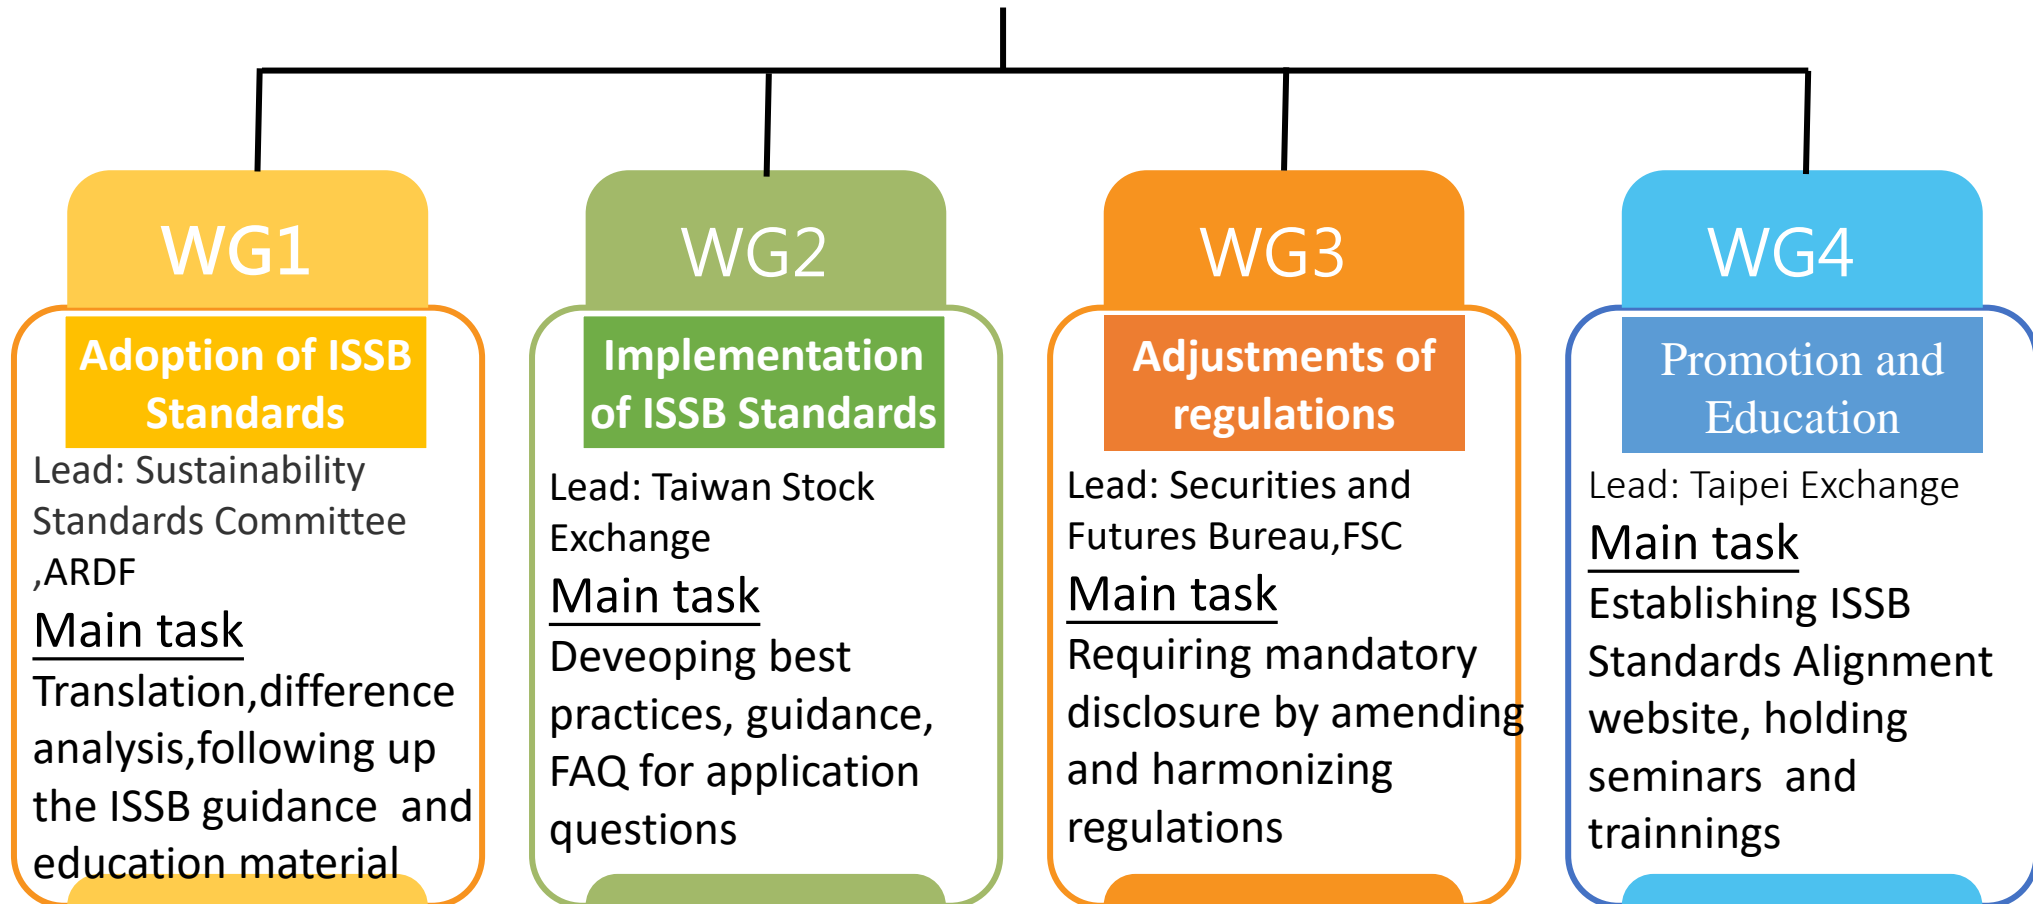 WG1
Adoption of ISSB
Standards
Lead: Sustainability
Standards Committee
,ARDF
Main task
Translation,difference
analysis,following up
the ISSB guidance  and
education material
WG2
Implementation
of ISSB Standards
Lead: Taiwan Stock
Exchange
Main task
Deveoping best
practices, guidance,
FAQ for application
questions
WG3
Adjustments of
regulations
Lead: Securities and
Futures Bureau,FSC
Main task
Requiring mandatory
disclosure by amending
and harmonizing
regulations
WG4
Promotion and
Education
Lead: Taipei Exchange
Main task
Establishing ISSB
Standards Alignment
website, holding
seminars  and
trainnings